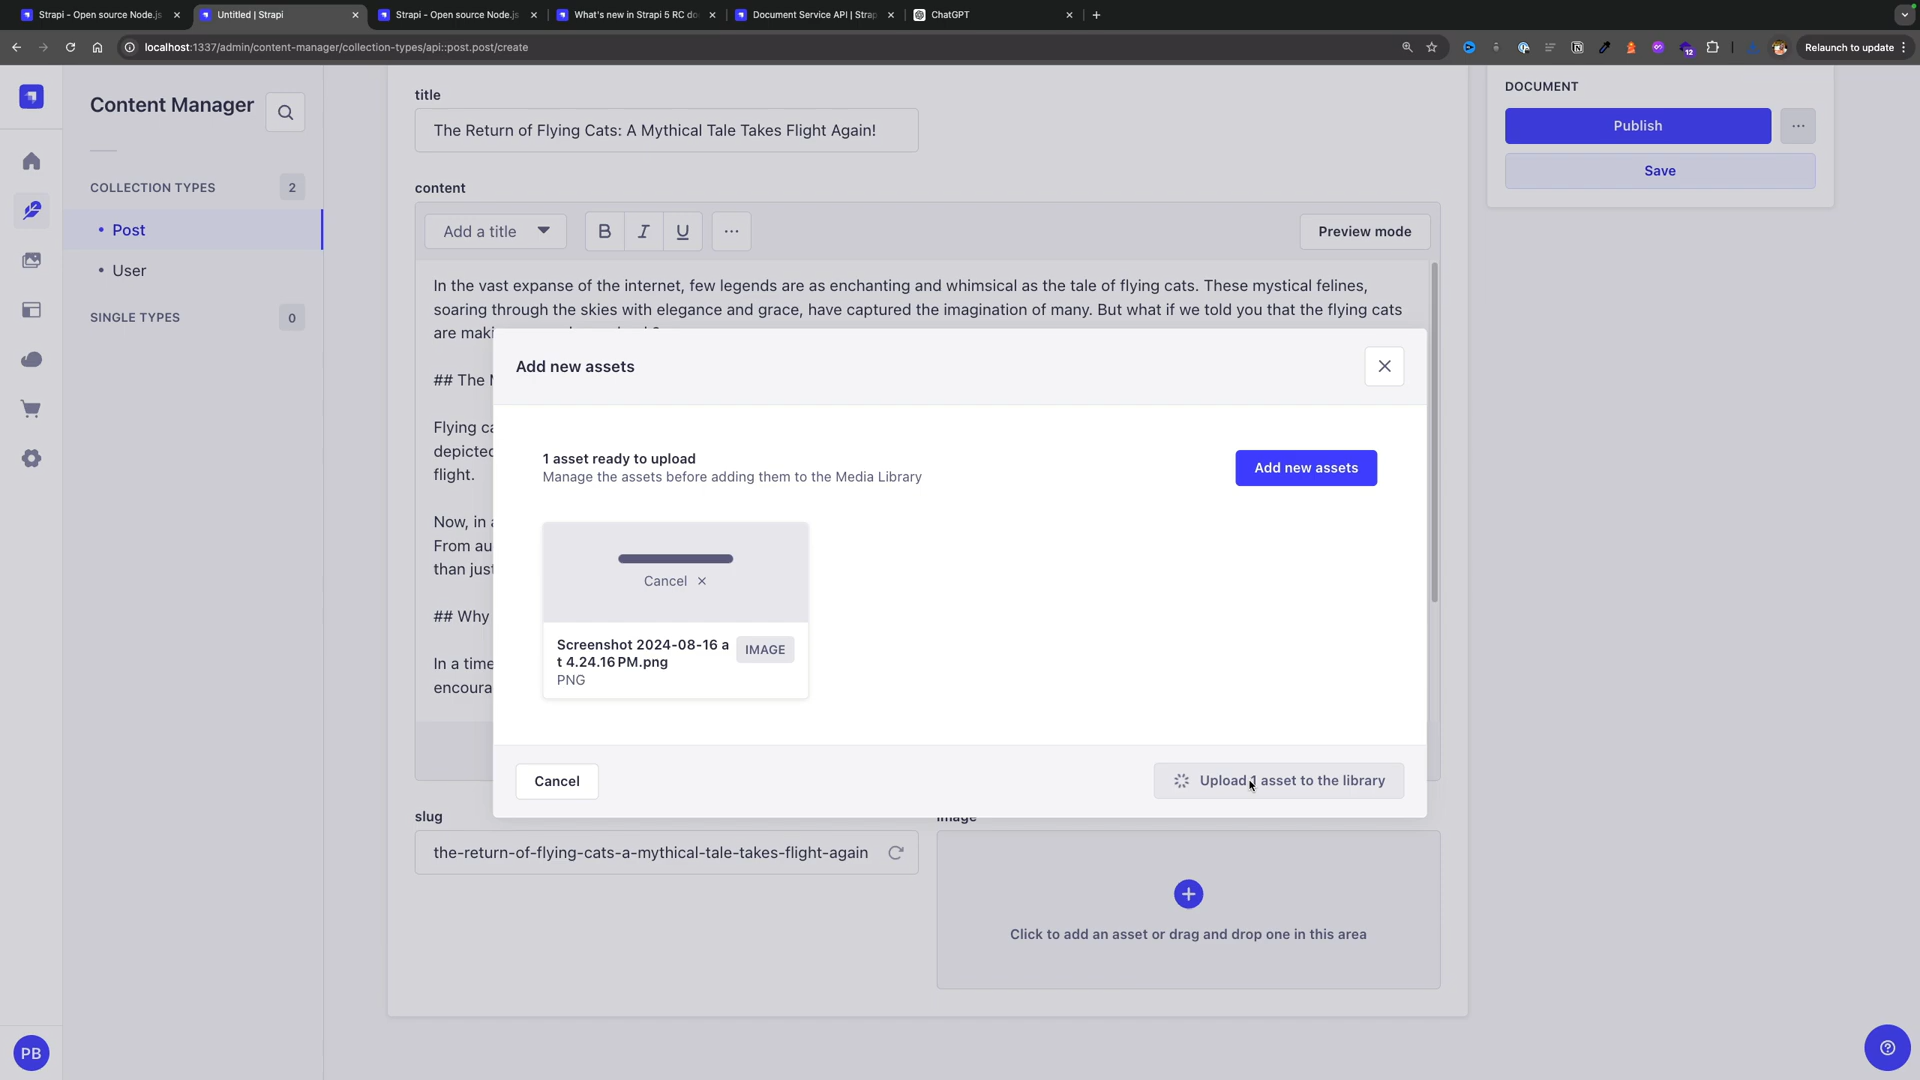 Strapi - Open source Node.js
Untitled | Strapi
Strapi - Open source Node.js
What's new in Strapi 5 RC do
Document Service API | Strap
ChatGPT
localhost:1337/admin/content-manager/collection-types/api::post.post/create
12
Relaunch to update
Content Manager
COLLECTION TYPES
2
Post
User
SINGLE TYPES
0
PB
title
The Return of Flying Cats: A Mythical Tale Takes Flight Again!
content
Add a title
B
I
U
Preview mode
In the vast expanse of the internet, few legends are as enchanting and whimsical as the tale of flying cats. These mystical felines,
soaring through the skies with elegance and grace, have captured the imagination of many. But what if we told you that the flying cats
are maki
## The
Flying ca
depicted
flight.
Now, in a
From au
than just
## Why
In a time
encoura
Add new assets
1 asset ready to upload
Manage the assets before adding them to the Media Library
Add new assets
Cancel
Screenshot 2024-08-16 a
t 4.24.16 PM.png
IMAGE
PNG
Cancel
Upload 1 asset to the library
slug
the-return-of-flying-cats-a-mythical-tale-takes-flight-again
image
Click to add an asset or drag and drop one in this area
DOCUMENT
Publish
Save